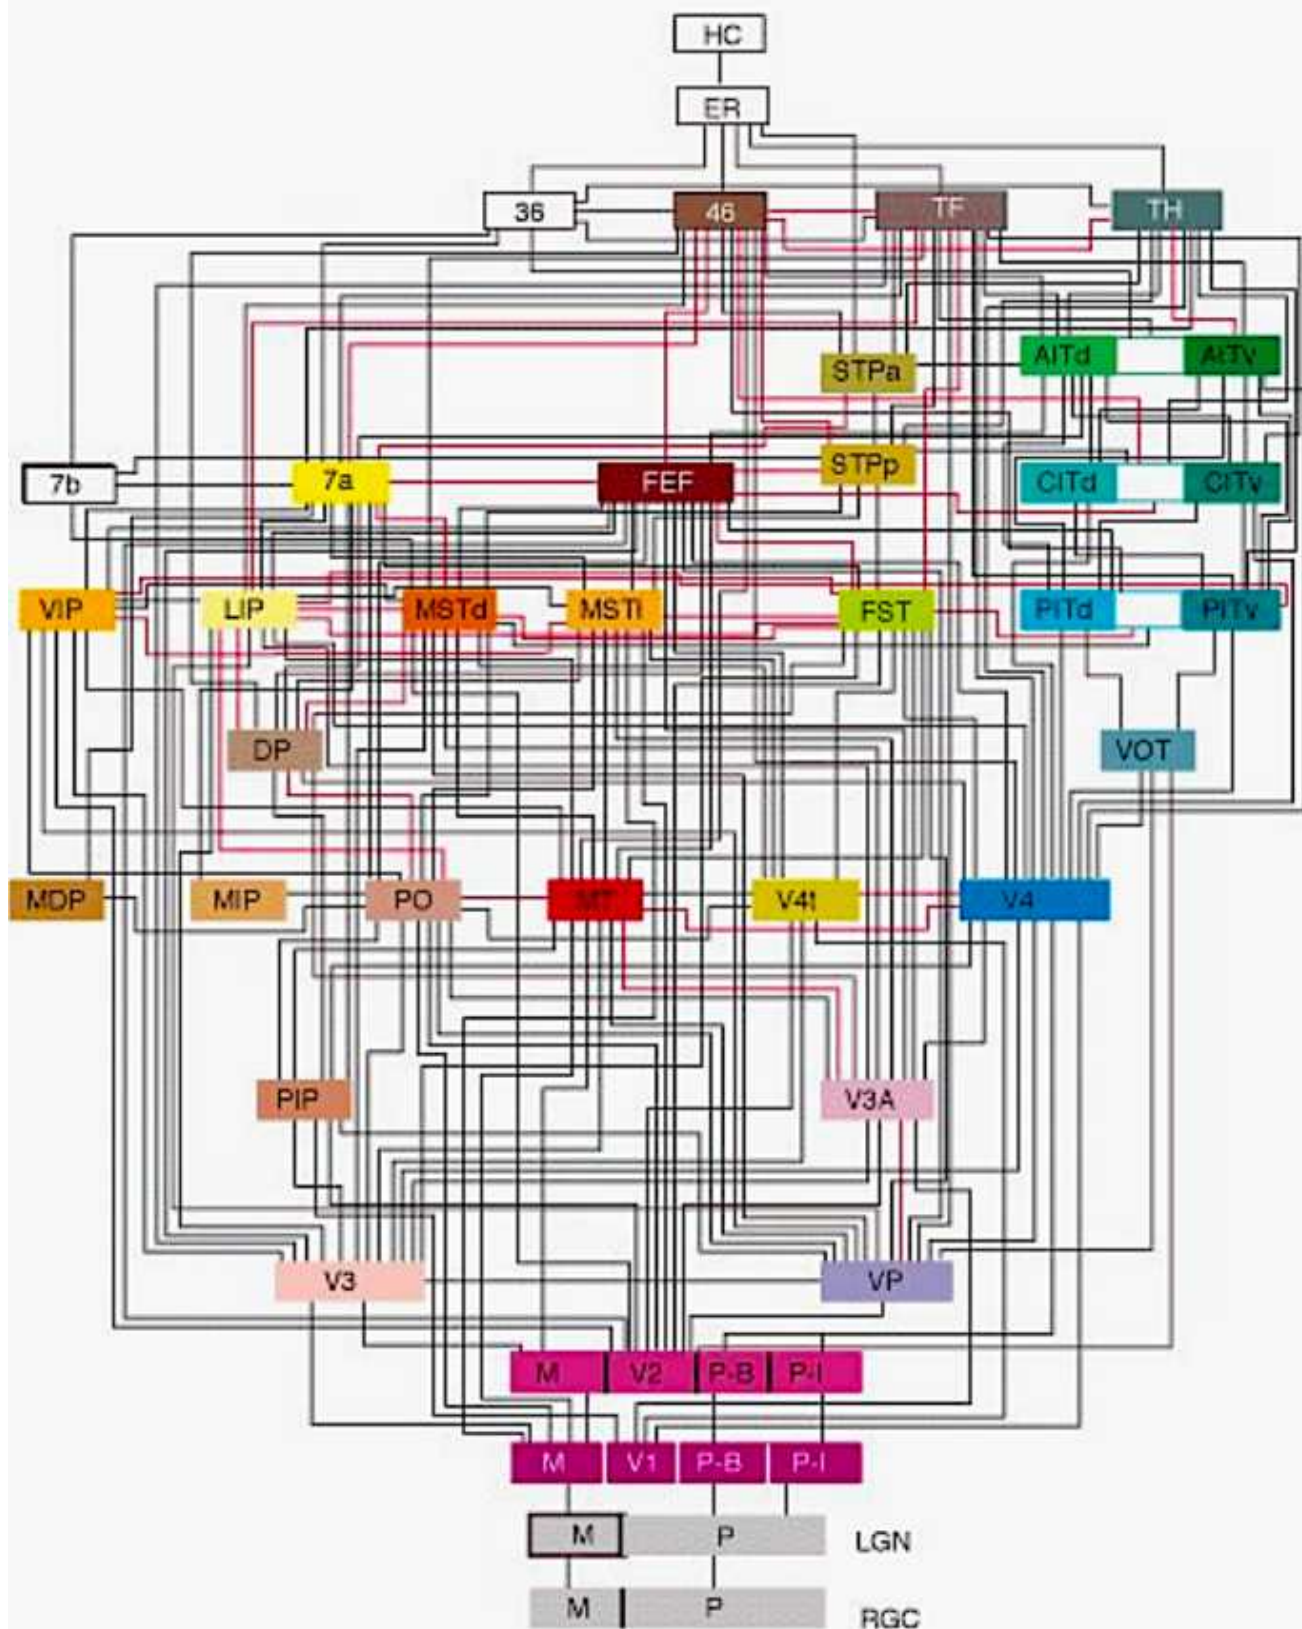 HC
ER
36 46 TF TH
STPa AITd AITv
7b 7a FEF STPp CITd CITv
VIP LIP MSTd MSTl FST PITd PITv
DP VOT
MDP MIP PO MT V4t V4
PIP V3A
V3 VP
M V2 P-B P-I
M V1 P-B P-I
M P LGN
M P RGC